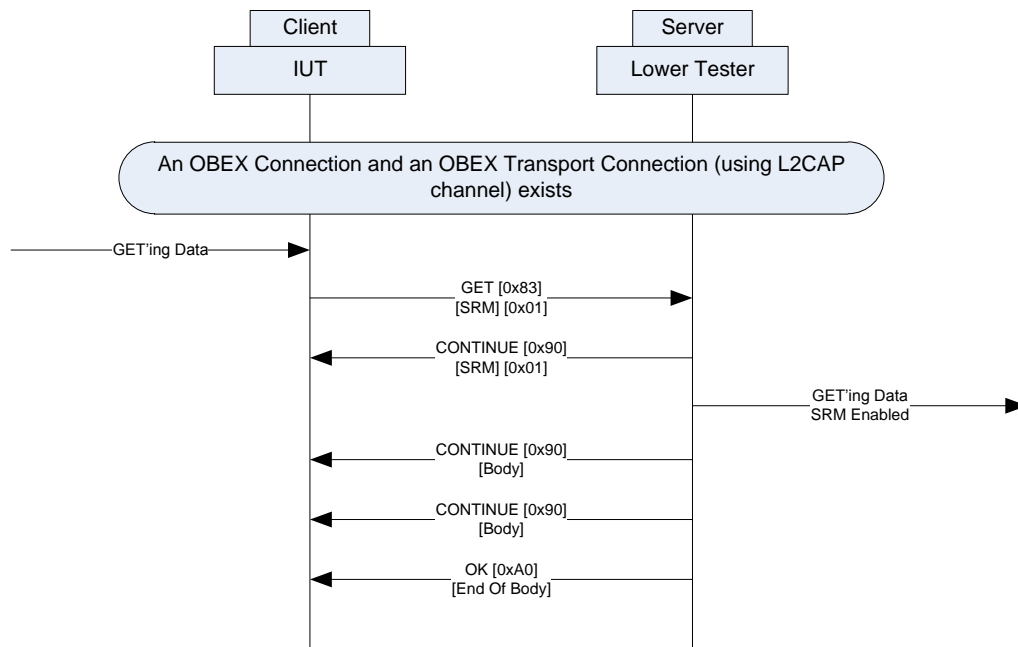 Client
Server
IUT
Lower Tester
An OBEX Connection and an OBEX Transport Connection (using L2CAP
channel) exists
GET'ing Data
GET [0x83]
[SRM] [0x01]
CONTINUE [0x90]
[SRM] [0x01]
GET'ing Data
SRM Enabled
CONTINUE [0x90]
[Body]
CONTINUE [0x90]
[Body]
OK [0xA0]
[End Of Body]